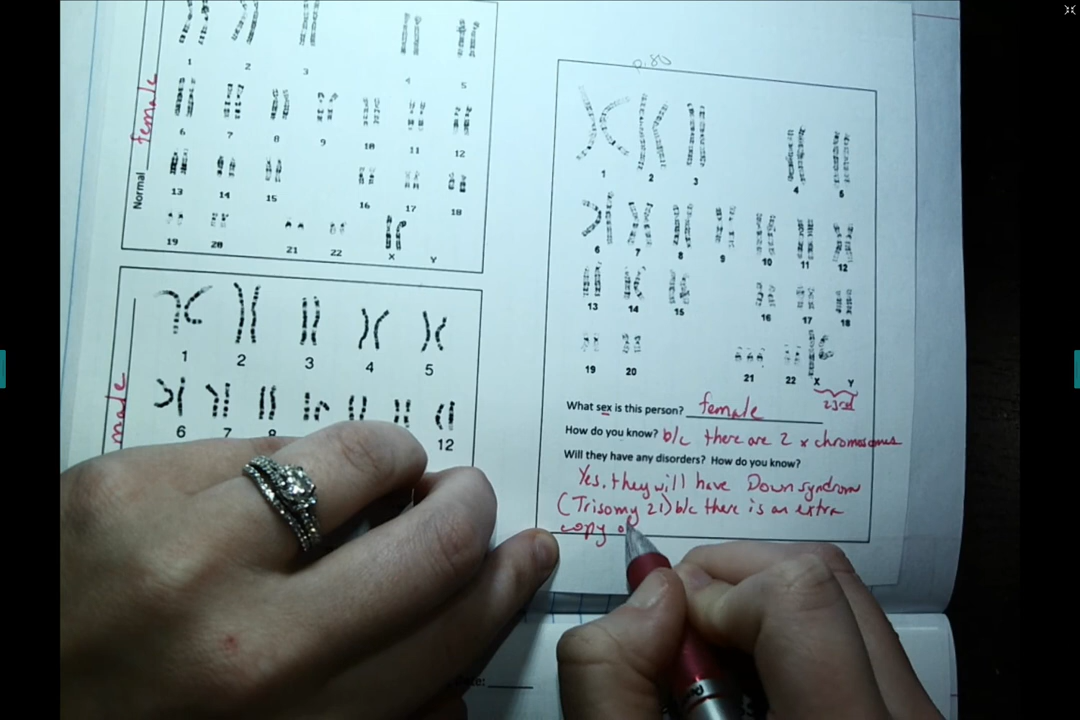 1 2 3 4 5
6 7 8 9 10 11 12
13 14 15 16 17 18
19 20 21 22 X Y
Normal female
1 2 3 4 5
6 7 8 12
male
p.80
1 2 3 4 5
6 7 8 9 10 11 12
13 14 15 16 17 18
19 20 21 22 X Y
23rd
What sex is this person? female
How do you know? b/c there are 2 x chromosomes
Will they have any disorders? How do you know?
Yes. they will have Down syndrome
(Trisomy 21) b/c there is an extra
copy o